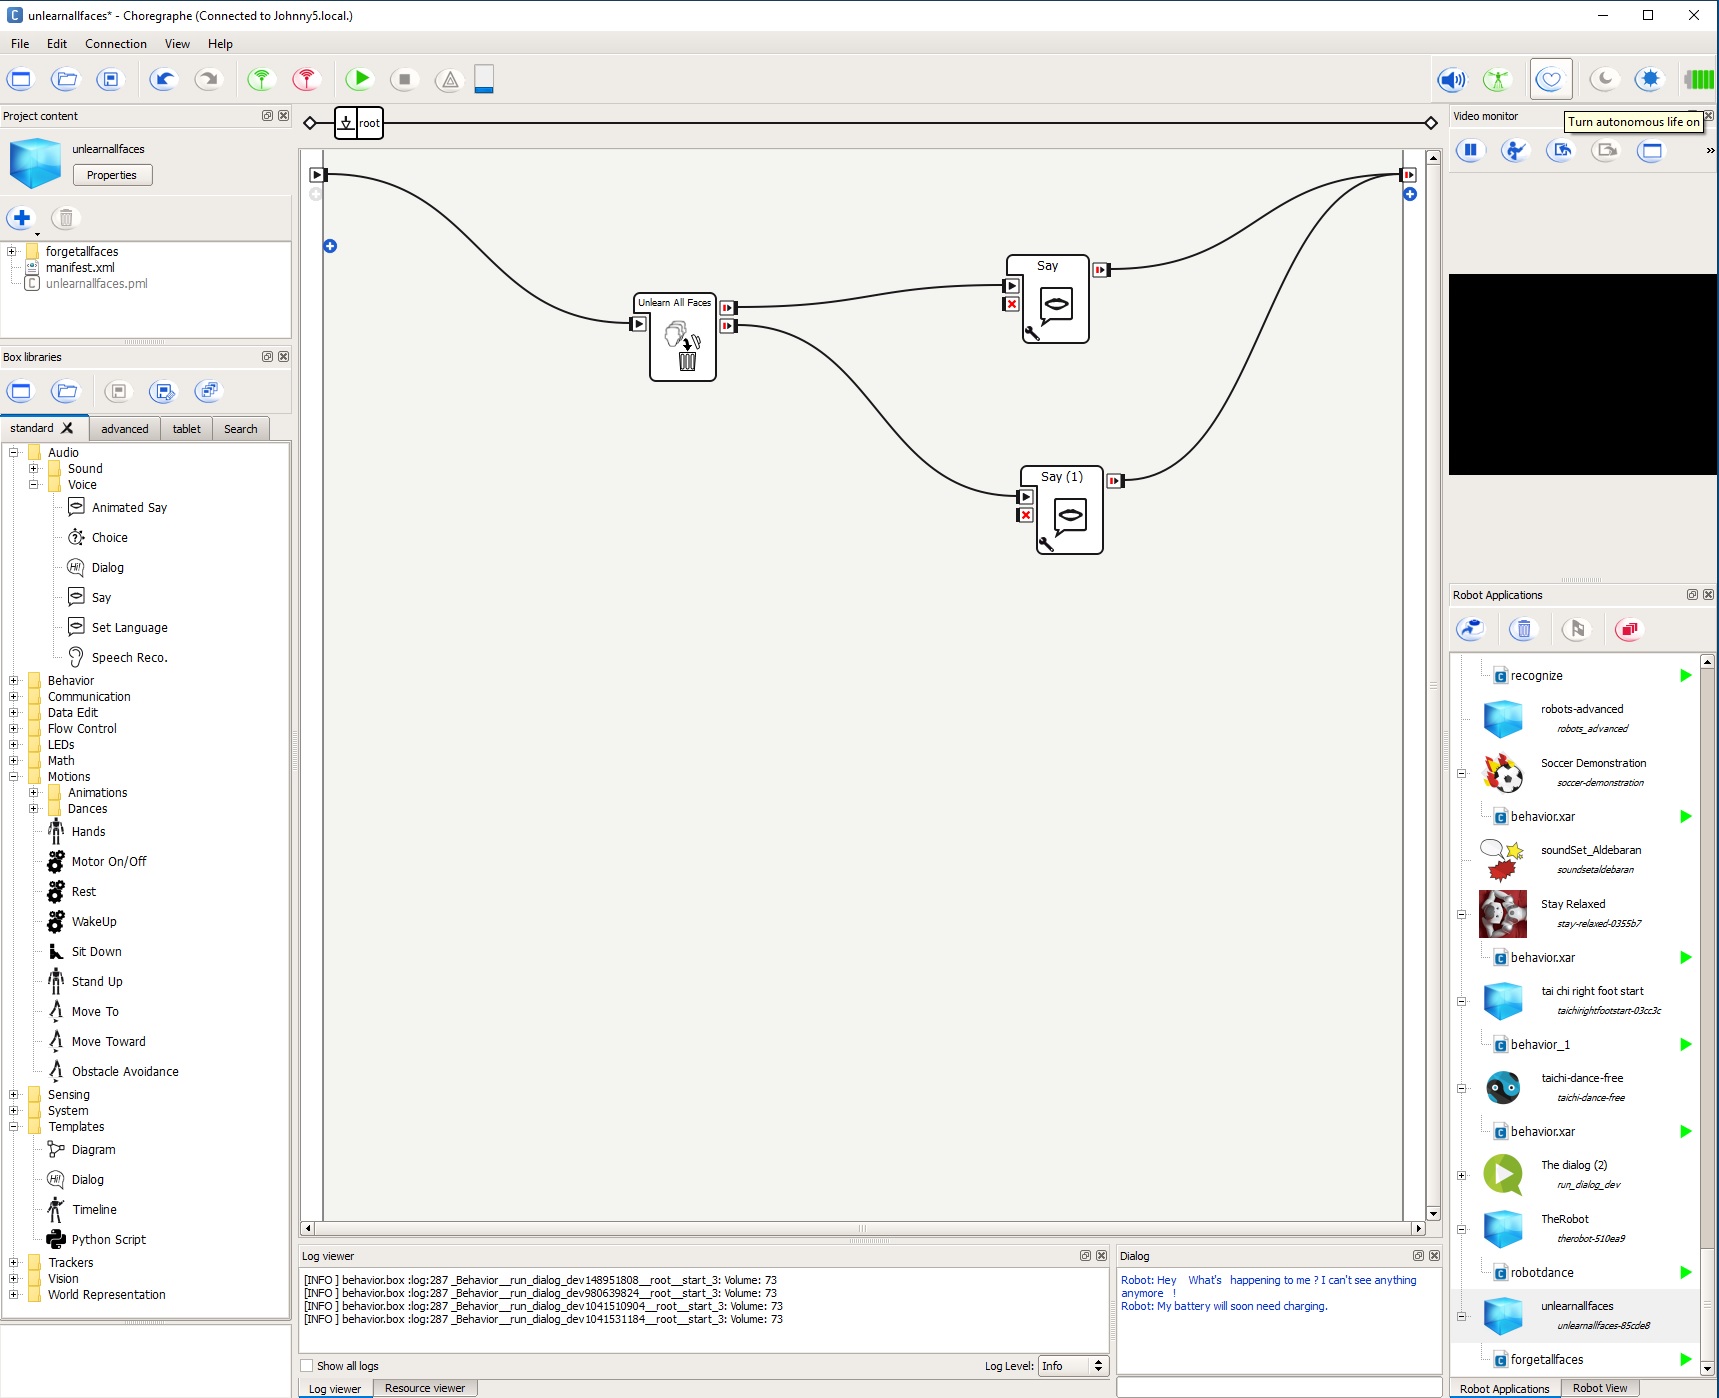 unlearnallfaces* - Choregraphe (Connected to Johnny5.local.)
File Edit Connection View Help
Project content
unlearnallfaces
Properties
forgetallfaces
manifest.xml
unlearnallfaces.pml
Box libraries
standard advanced tablet Search
Audio
Sound
Voice
Animated Say
Choice
Dialog
Say
Set Language
Speech Reco.
Behavior
Communication
Data Edit
Flow Control
LEDs
Math
Motions
Animations
Dances
Hands
Motor On/Off
Rest
WakeUp
Sit Down
Stand Up
Move To
Move Toward
Obstacle Avoidance
Sensing
System
Templates
Diagram
Hi! Dialog
Timeline
Python Script
Trackers
Vision
World Representation
root
Unlearn All Faces
Say
Say (1)
Log viewer
[INFO ] behavior.box :log:287 _Behavior__run_dialog_dev148951808__root__start_3: Volume: 73
[INFO ] behavior.box :log:287 _Behavior__run_dialog_dev980639824__root__start_3: Volume: 73
[INFO ] behavior.box :log:287 _Behavior__run_dialog_dev1041510904__root__start_3: Volume: 73
[INFO ] behavior.box :log:287 _Behavior__run_dialog_dev1041531184__root__start_3: Volume: 73
Show all logs
Log Level: Info
Log viewer Resource viewer
Dialog
Robot: Hey What's happening to me ? I can't see anything
anymore !
Robot: My battery will soon need charging.
Video monitor
Turn autonomous life on
Robot Applications
recognize
robots-advanced
robots_advanced
Soccer Demonstration
soccer-demonstration
behavior.xar
soundSet_Aldebaran
soundsetaldebaran
Stay Relaxed
stay-relaxed-0355b7
behavior.xar
tai chi right foot start
taichirightfootstart-03cc3c
behavior_1
taichi-dance-free
taichi-dance-free
behavior.xar
The dialog (2)
run_dialog_dev
TheRobot
therobot-510ea9
robotdance
unlearnallfaces
unlearnallfaces-85cde8
forgetallfaces
Robot Applications Robot View